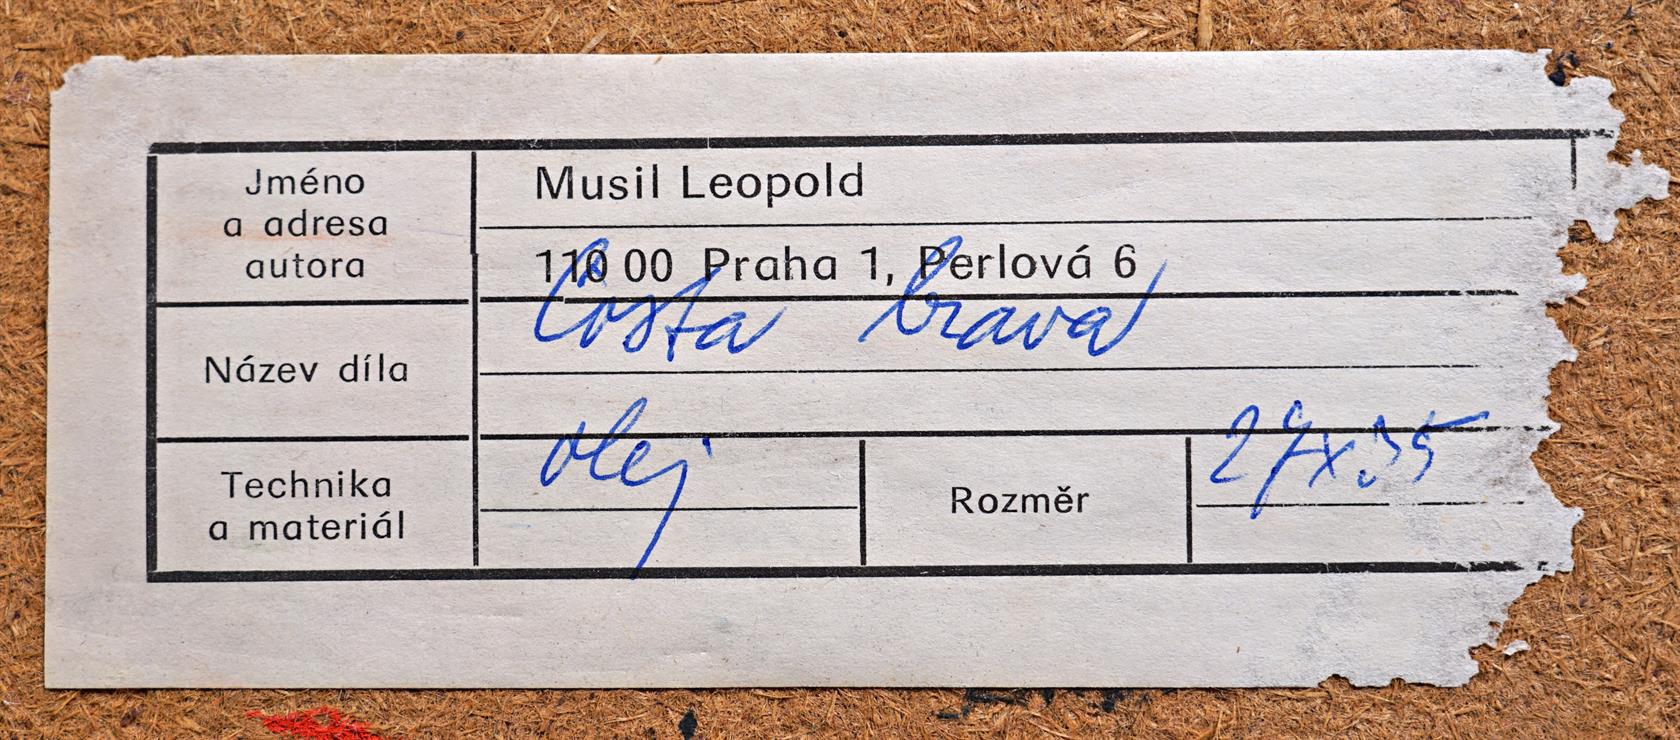 Jméno
a adresa
autora
Musil Leopold
110 00 Praha 1, Perlová 6
Název díla
Costa brava
Technika
a materiál
olej
Rozměr
27x35